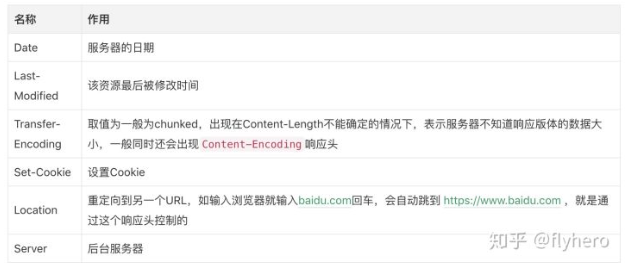 名称 作用
Date 服务器的日期
Last-
Modified
该资源最后被修改时间
Transfer-
Encoding
取值为一般为chunked，出现在Content-Length不能确定的情况下，表示服务器不知道响应版体的数据大
小，一般同时还会出现 Content-Encoding 响应头
Set-Cookie 设置Cookie
Location
重定向到另一个URL，如输入浏览器就输入baidu.com回车，会自动跳到 https://www.baidu.com ，就是通
过这个响应头控制的
Server 后台服务器
知乎 @flyhero